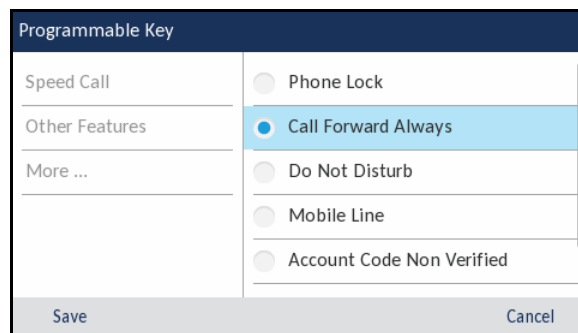 Programmable Key
Speed Call
Other Features
More ...
Phone Lock
Call Forward Always
Do Not Disturb
Mobile Line
Account Code Non Verified
Save
Cancel